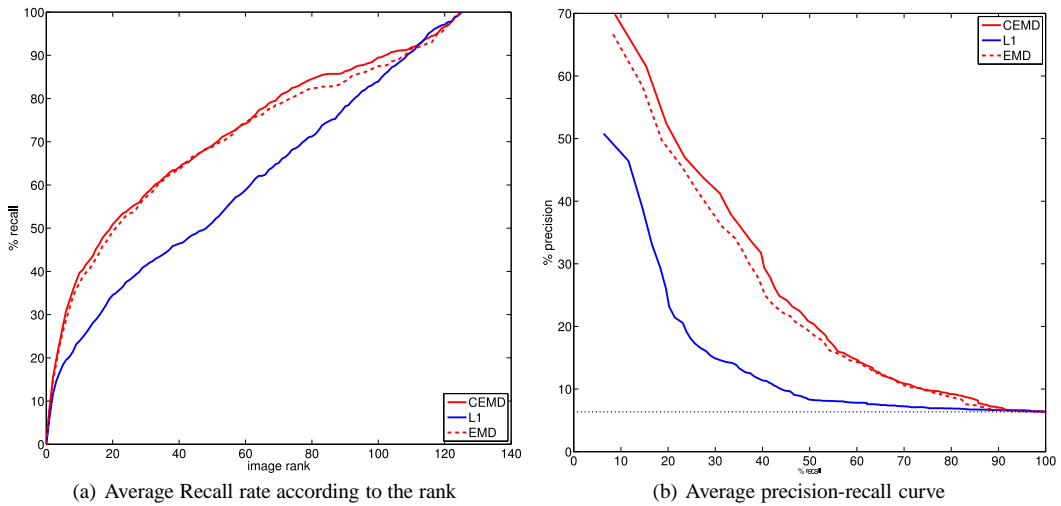 100
90
80
70
60
50
40
30
20
10
0
% recall
0 20 40 60 80 100 120 140
image rank
CEMD
L1
EMD
(a) Average Recall rate according to the rank
70
60
50
40
30
20
10
0
% precision
0 10 20 30 40 50 60 70 80 90 100
% recall
CEMD
L1
EMD
(b) Average precision-recall curve